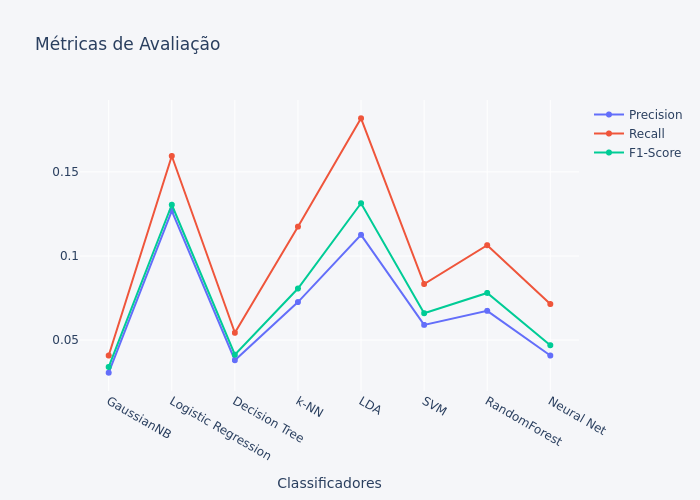 Métricas de Avaliação
Precision
Recall
F1-Score
0.15
0.1
0.05
GaussianNB
Logistic Regression
Decision Tree
k-NN
LDA
SVM
RandomForest
Neural Net
Classificadores